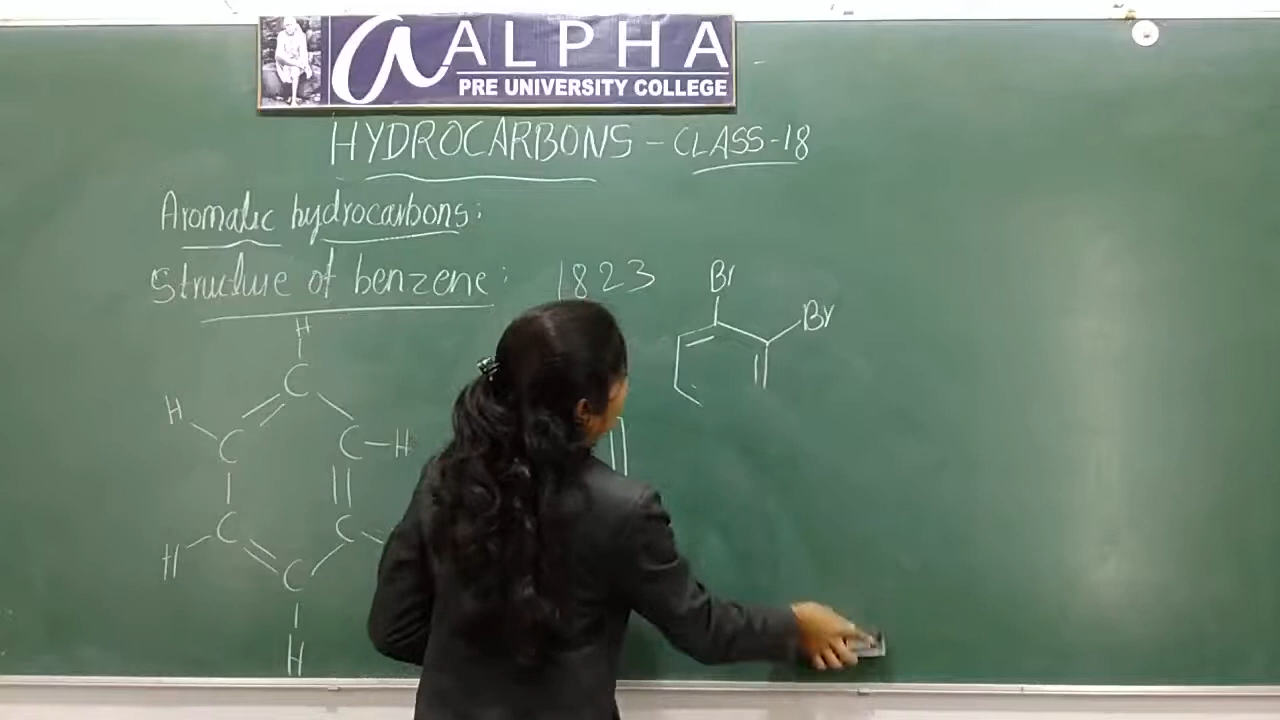 a ALPHA
PRE UNIVERSITY COLLEGE
HYDROCARBONS - CLASS-18
Aromatic hydrocarbons:
Structure of benzene: 1823
Br
Br
H
C
H
C
C-H
C
C
H
C
H